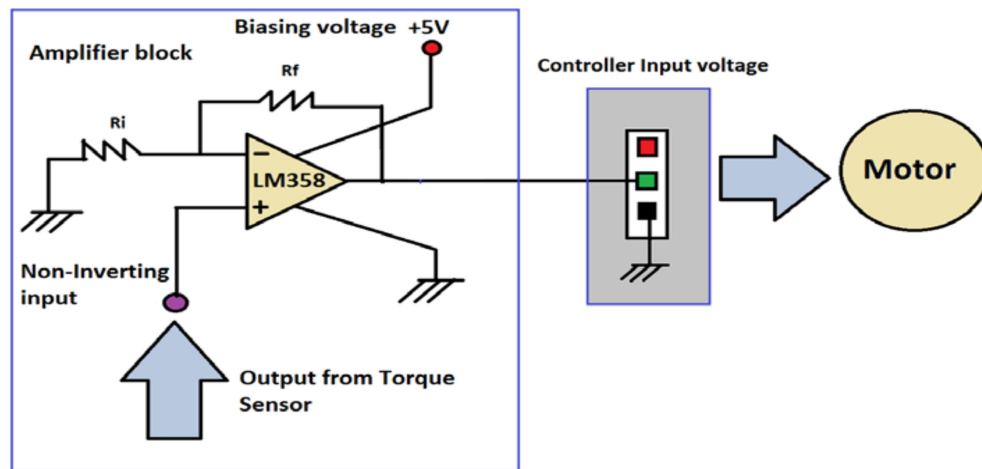 Biasing voltage +5V
Amplifier block
Controller Input voltage
Rf
Ri
−
LM358
+
Motor
Non-Inverting
input
Output from Torque
Sensor